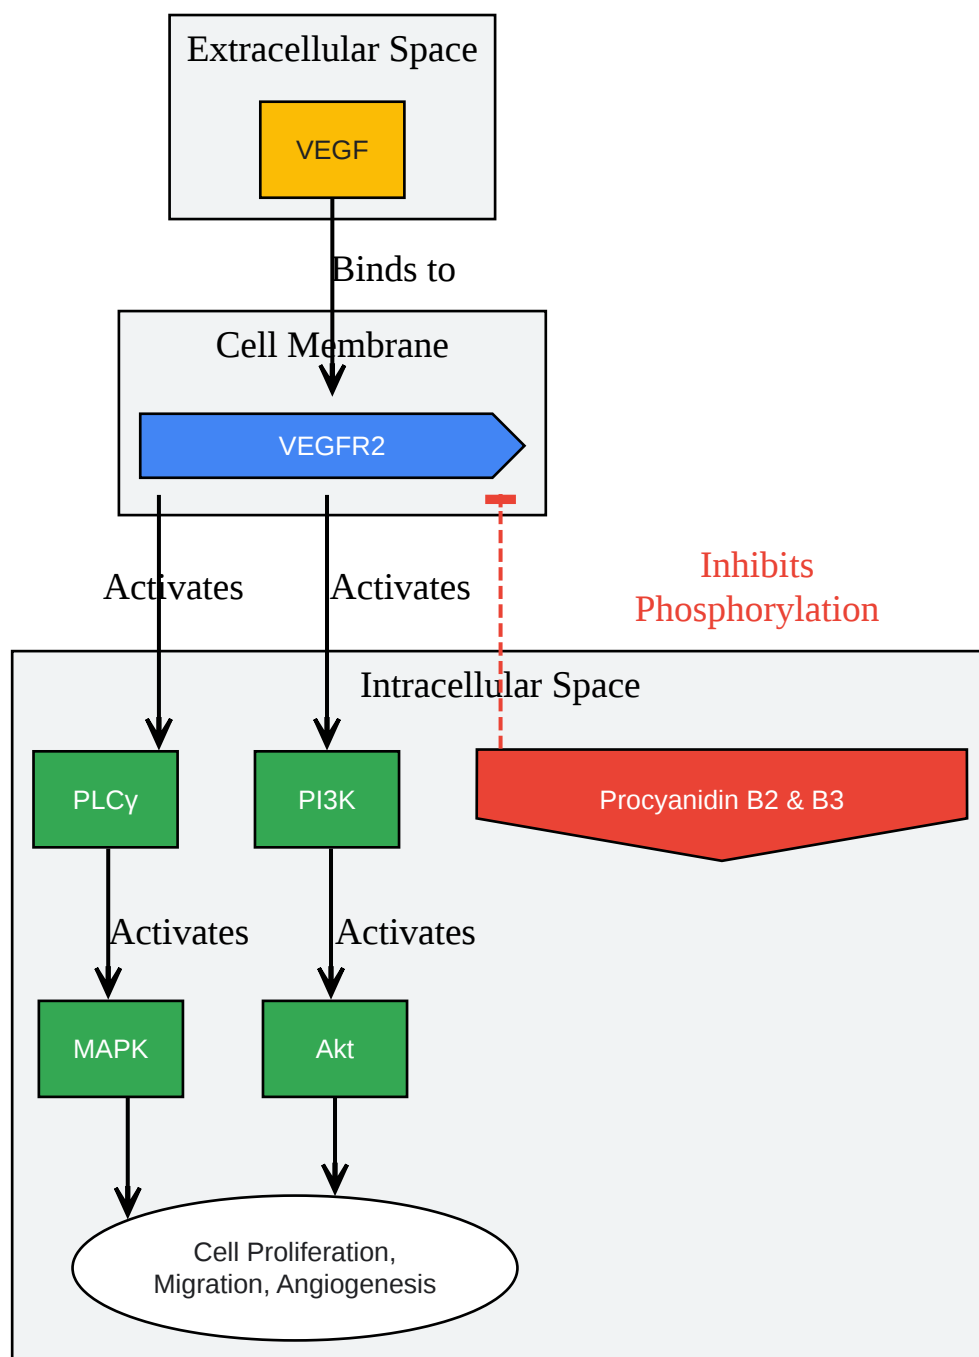 Extracellular Space
VEGF
Binds to
Cell Membrane
VEGFR2
Activates
Activates
Inhibits
Phosphorylation
Intracellular Space
PLCγ
PI3K
Procyanidin B2 & B3
Activates
Activates
MAPK
Akt
Cell Proliferation,
Migration, Angiogenesis